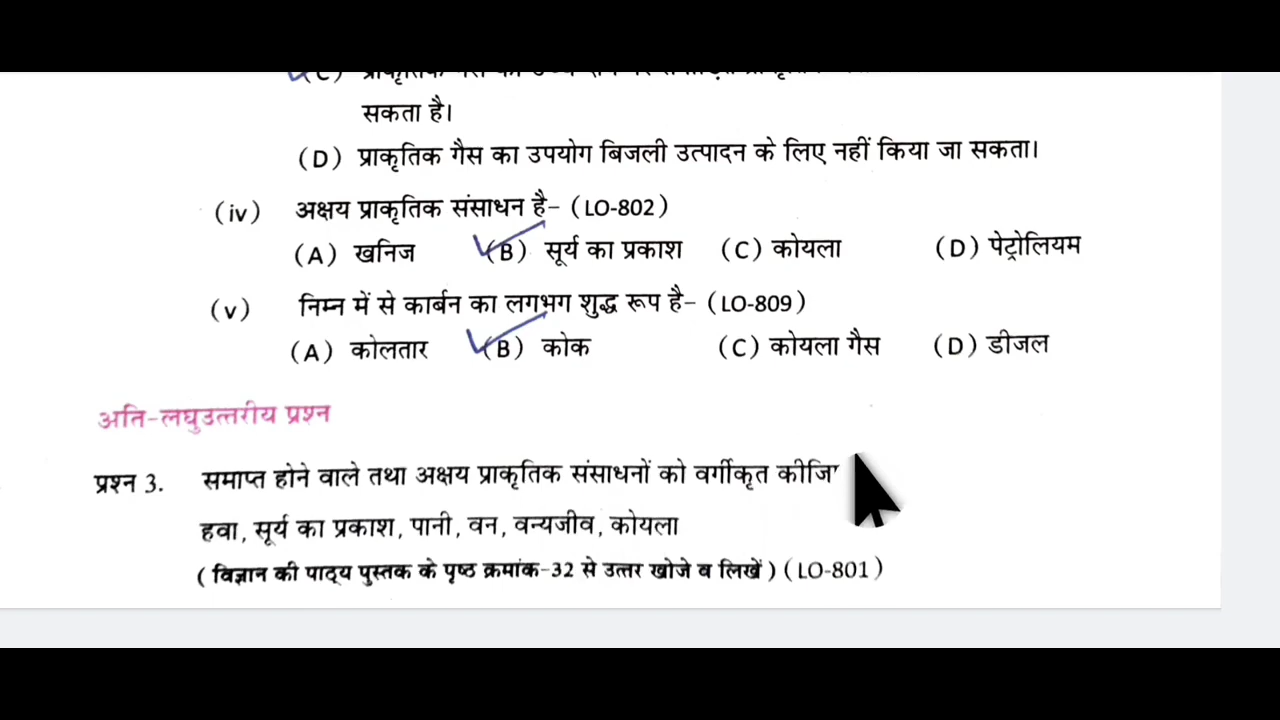 सकता है।
(D) प्राकृतिक गैस का उपयोग बिजली उत्पादन के लिए नहीं किया जा सकता।
(iv) अक्षय प्राकृतिक संसाधन है- (LO-802)
(A) खनिज (B) सूर्य का प्रकाश (C) कोयला (D) पेट्रोलियम
(v) निम्न में से कार्बन का लगभग शुद्ध रूप है- (LO-809)
(A) कोलतार (B) कोक (C) कोयला गैस (D) डीजल
अति-लघुउत्तरीय प्रश्न
प्रश्न 3. समाप्त होने वाले तथा अक्षय प्राकृतिक संसाधनों को वर्गीकृत
हवा, सूर्य का प्रकाश, पानी, वन, वन्यजीव, कोयला
(विज्ञान की पाठ्य पुस्तक के पृष्ठ क्रमांक-32 से उत्तर खोजे व लिखें) (LO-801)